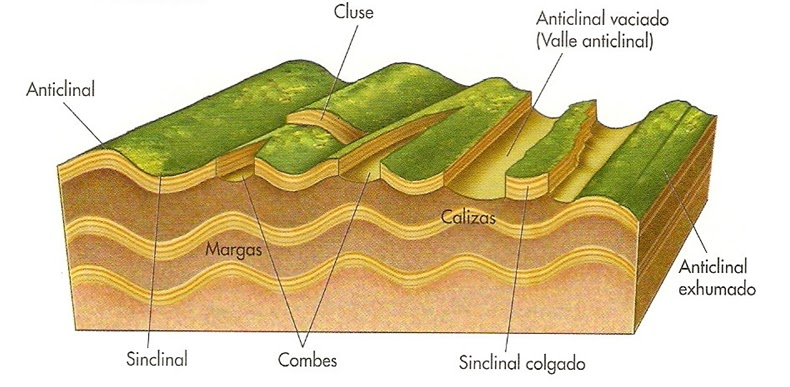 Cluse
Anticlinal vaciado
(Valle anticlinal)
Anticlinal
Calizas
Margas
Anticlinal
exhumado
Sinclinal
Combes
Sinclinal colgado